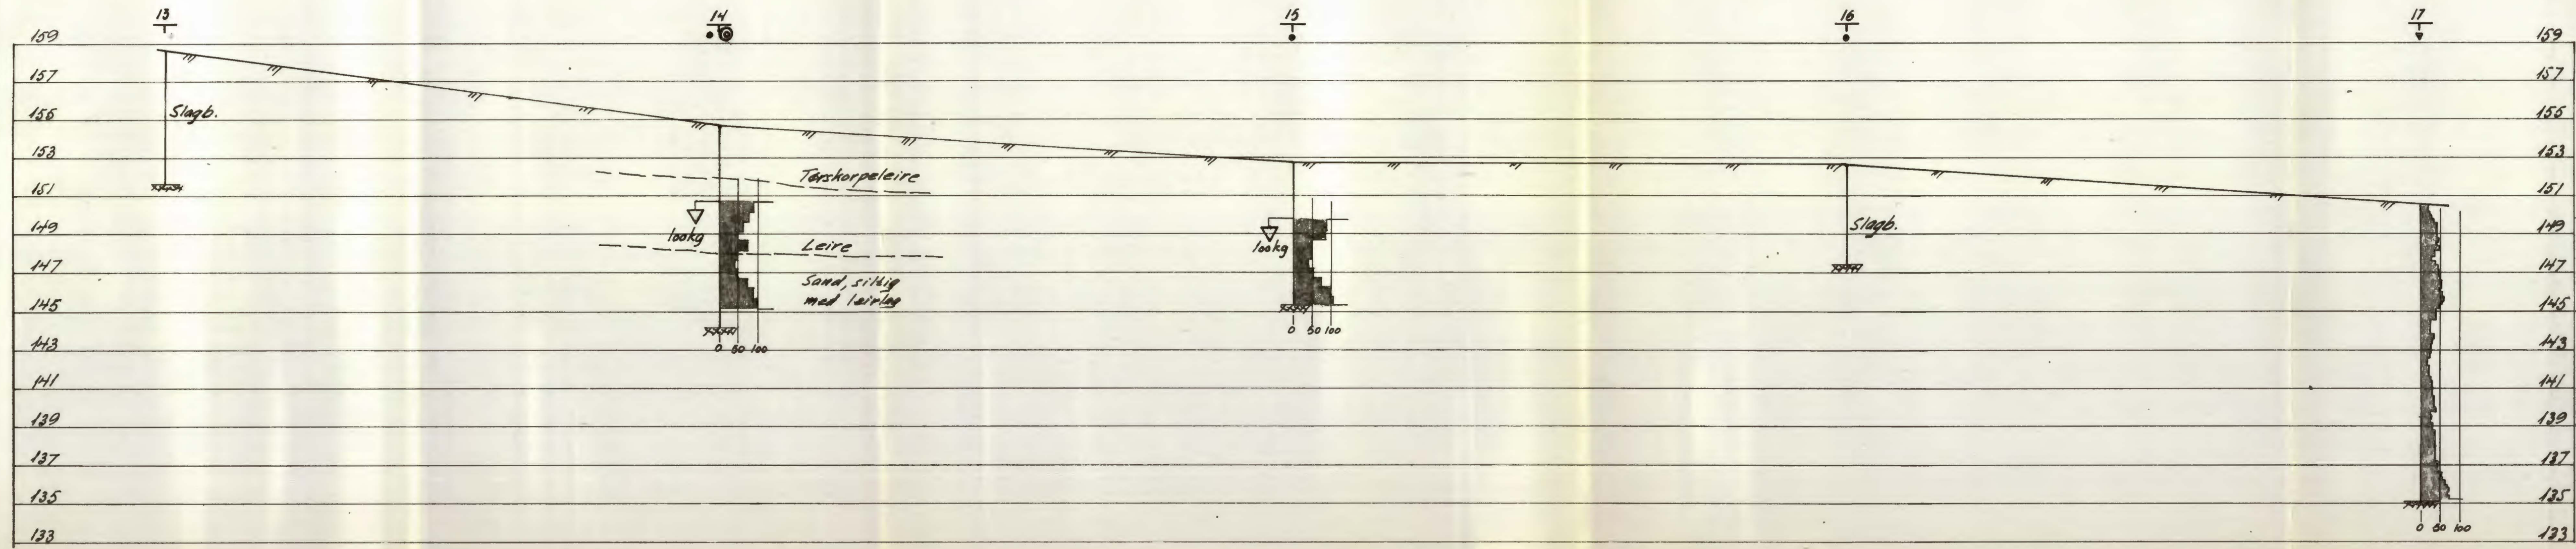 13
14
15
16
17
159 159
157 157
155 155
Slagb.
153 153
Tørskorpeleire
151 151
Slagb.
149 149
100kg
Leire
100kg
147 147
Sand, siltig
med leirlag
145 145
0 50 100
143 143
0 50 100
141 141
139 139
137 137
135 135
0 50 100
133 133